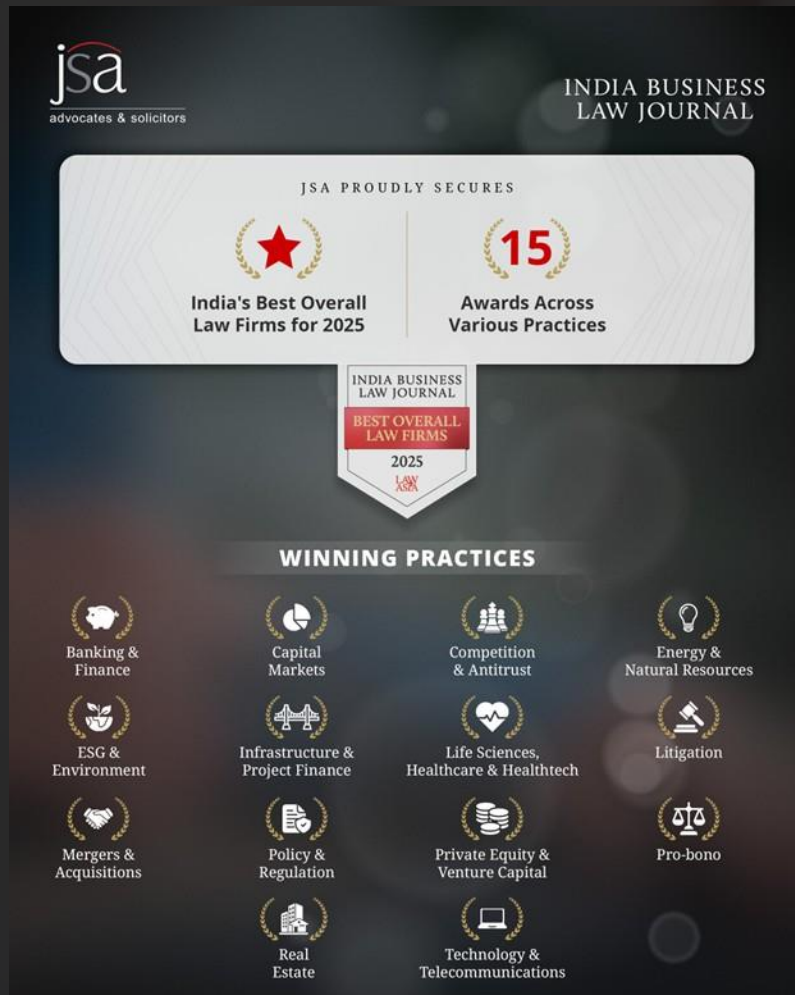 jsa
advocates & solicitors
INDIA BUSINESS
LAW JOURNAL
JSA PROUDLY SECURES
India's Best Overall
Law Firms for 2025
15
Awards Across
Various Practices
INDIA BUSINESS
LAW JOURNAL
BEST OVERALL
LAW FIRMS
2025
LAW
ASIA
WINNING PRACTICES
Banking &
Finance
Capital
Markets
Competition
& Antitrust
Energy &
Natural Resources
ESG &
Environment
Infrastructure &
Project Finance
Life Sciences,
Healthcare & Healthtech
Litigation
Mergers &
Acquisitions
Policy &
Regulation
Private Equity &
Venture Capital
Pro-bono
Real
Estate
Technology &
Telecommunications